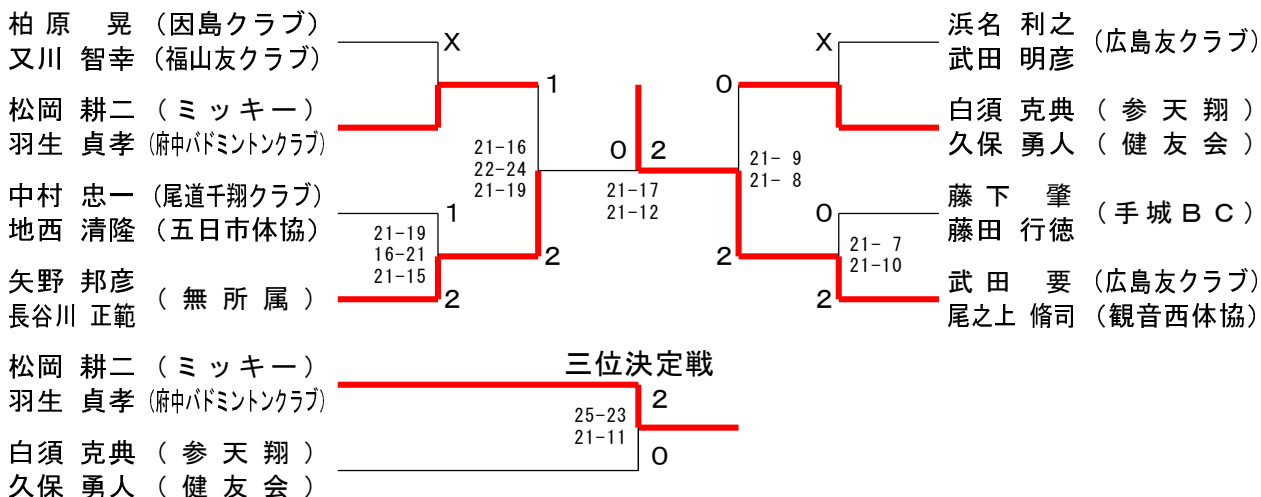 柏原 晃 (因島クラブ)
又川 智幸 (福山友クラブ)
X
松岡 耕二 (ミッキー)
羽生 貞孝 (府中バドミントンクラブ)
1
21-16
22-24
21-19
中村 忠一 (尾道千翔クラブ)
地西 清隆 (五日市体協)
1
21-19
16-21
21-15
矢野 邦彦
長谷川 正範
(無所属)
2
2
0 2
21-17
21-12
浜名 利之
武田 明彦
(広島友クラブ)
X
白須 克典 (参天翔)
久保 勇人 (健友会)
0
21- 9
21- 8
藤下 肇
藤田 行徳
(手城BC)
0
21- 7
21-10
武田 要 (広島友クラブ)
尾之上 脩司 (観音西体協)
2
2
三位決定戦
松岡 耕二 (ミッキー)
羽生 貞孝 (府中バドミントンクラブ)
2
25-23
21-11
白須 克典 (参天翔)
久保 勇人 (健友会)
0